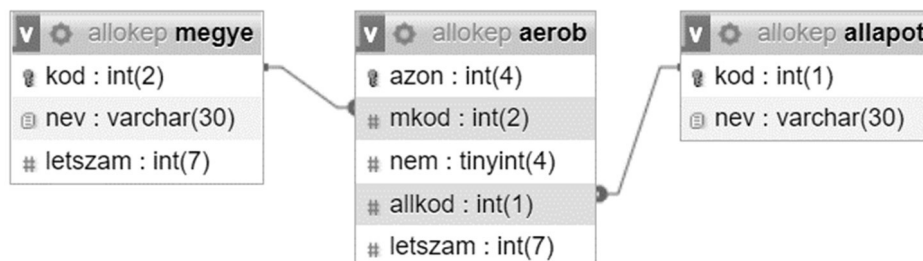 v allokep megye
kod : int(2)
nev : varchar(30)
# letszam : int(7)
v allokep aerob
azon : int(4)
# mkod : int(2)
# nem : tinyint(4)
# allkod : int(1)
# letszam : int(7)
v allokep allapot
kod : int(1)
nev : varchar(30)